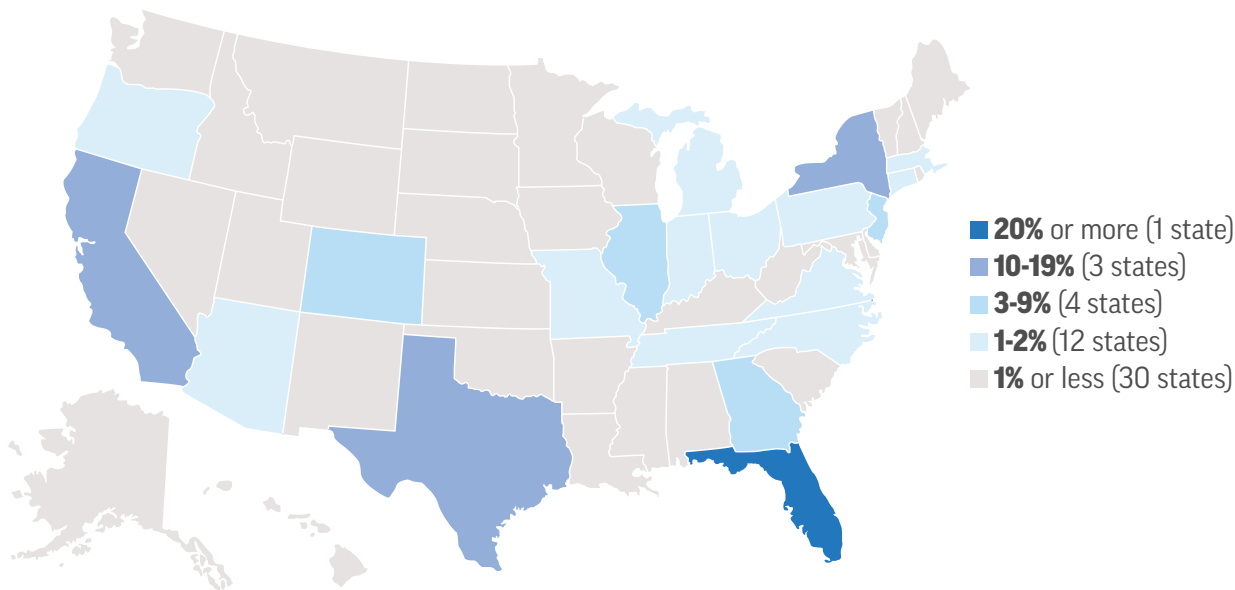 20% or more (1 state)
10-19% (3 states)
3-9% (4 states)
1-2% (12 states)
1% or less (30 states)